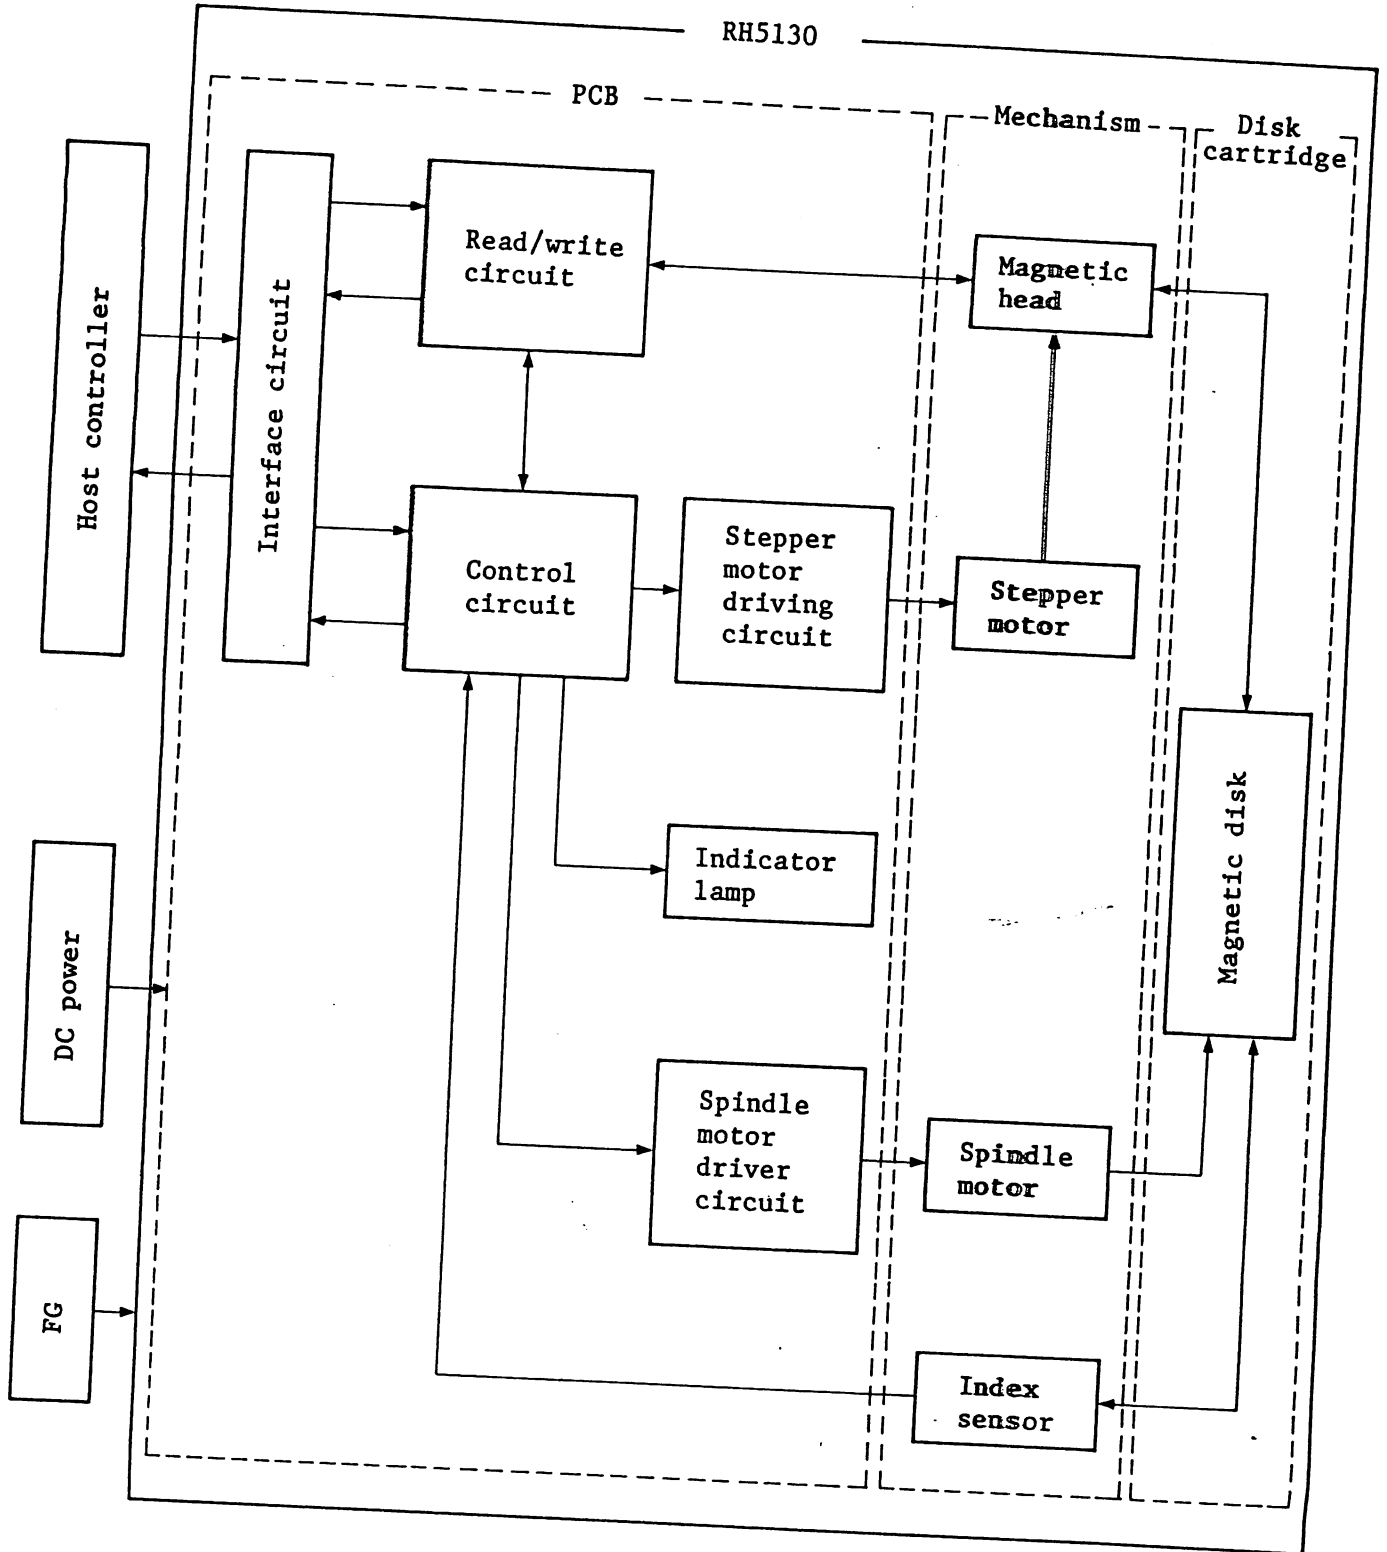 RH5130
PCB
Mechanism
Disk
cartridge
Host controller
Interface circuit
Read/write
circuit
Magnetic
head
Control
circuit
Stepper
motor
driving
circuit
Stepper
motor
Indicator
lamp
Magnetic disk
DC power
Spindle
motor
driver
circuit
Spindle
motor
FG
Index
sensor